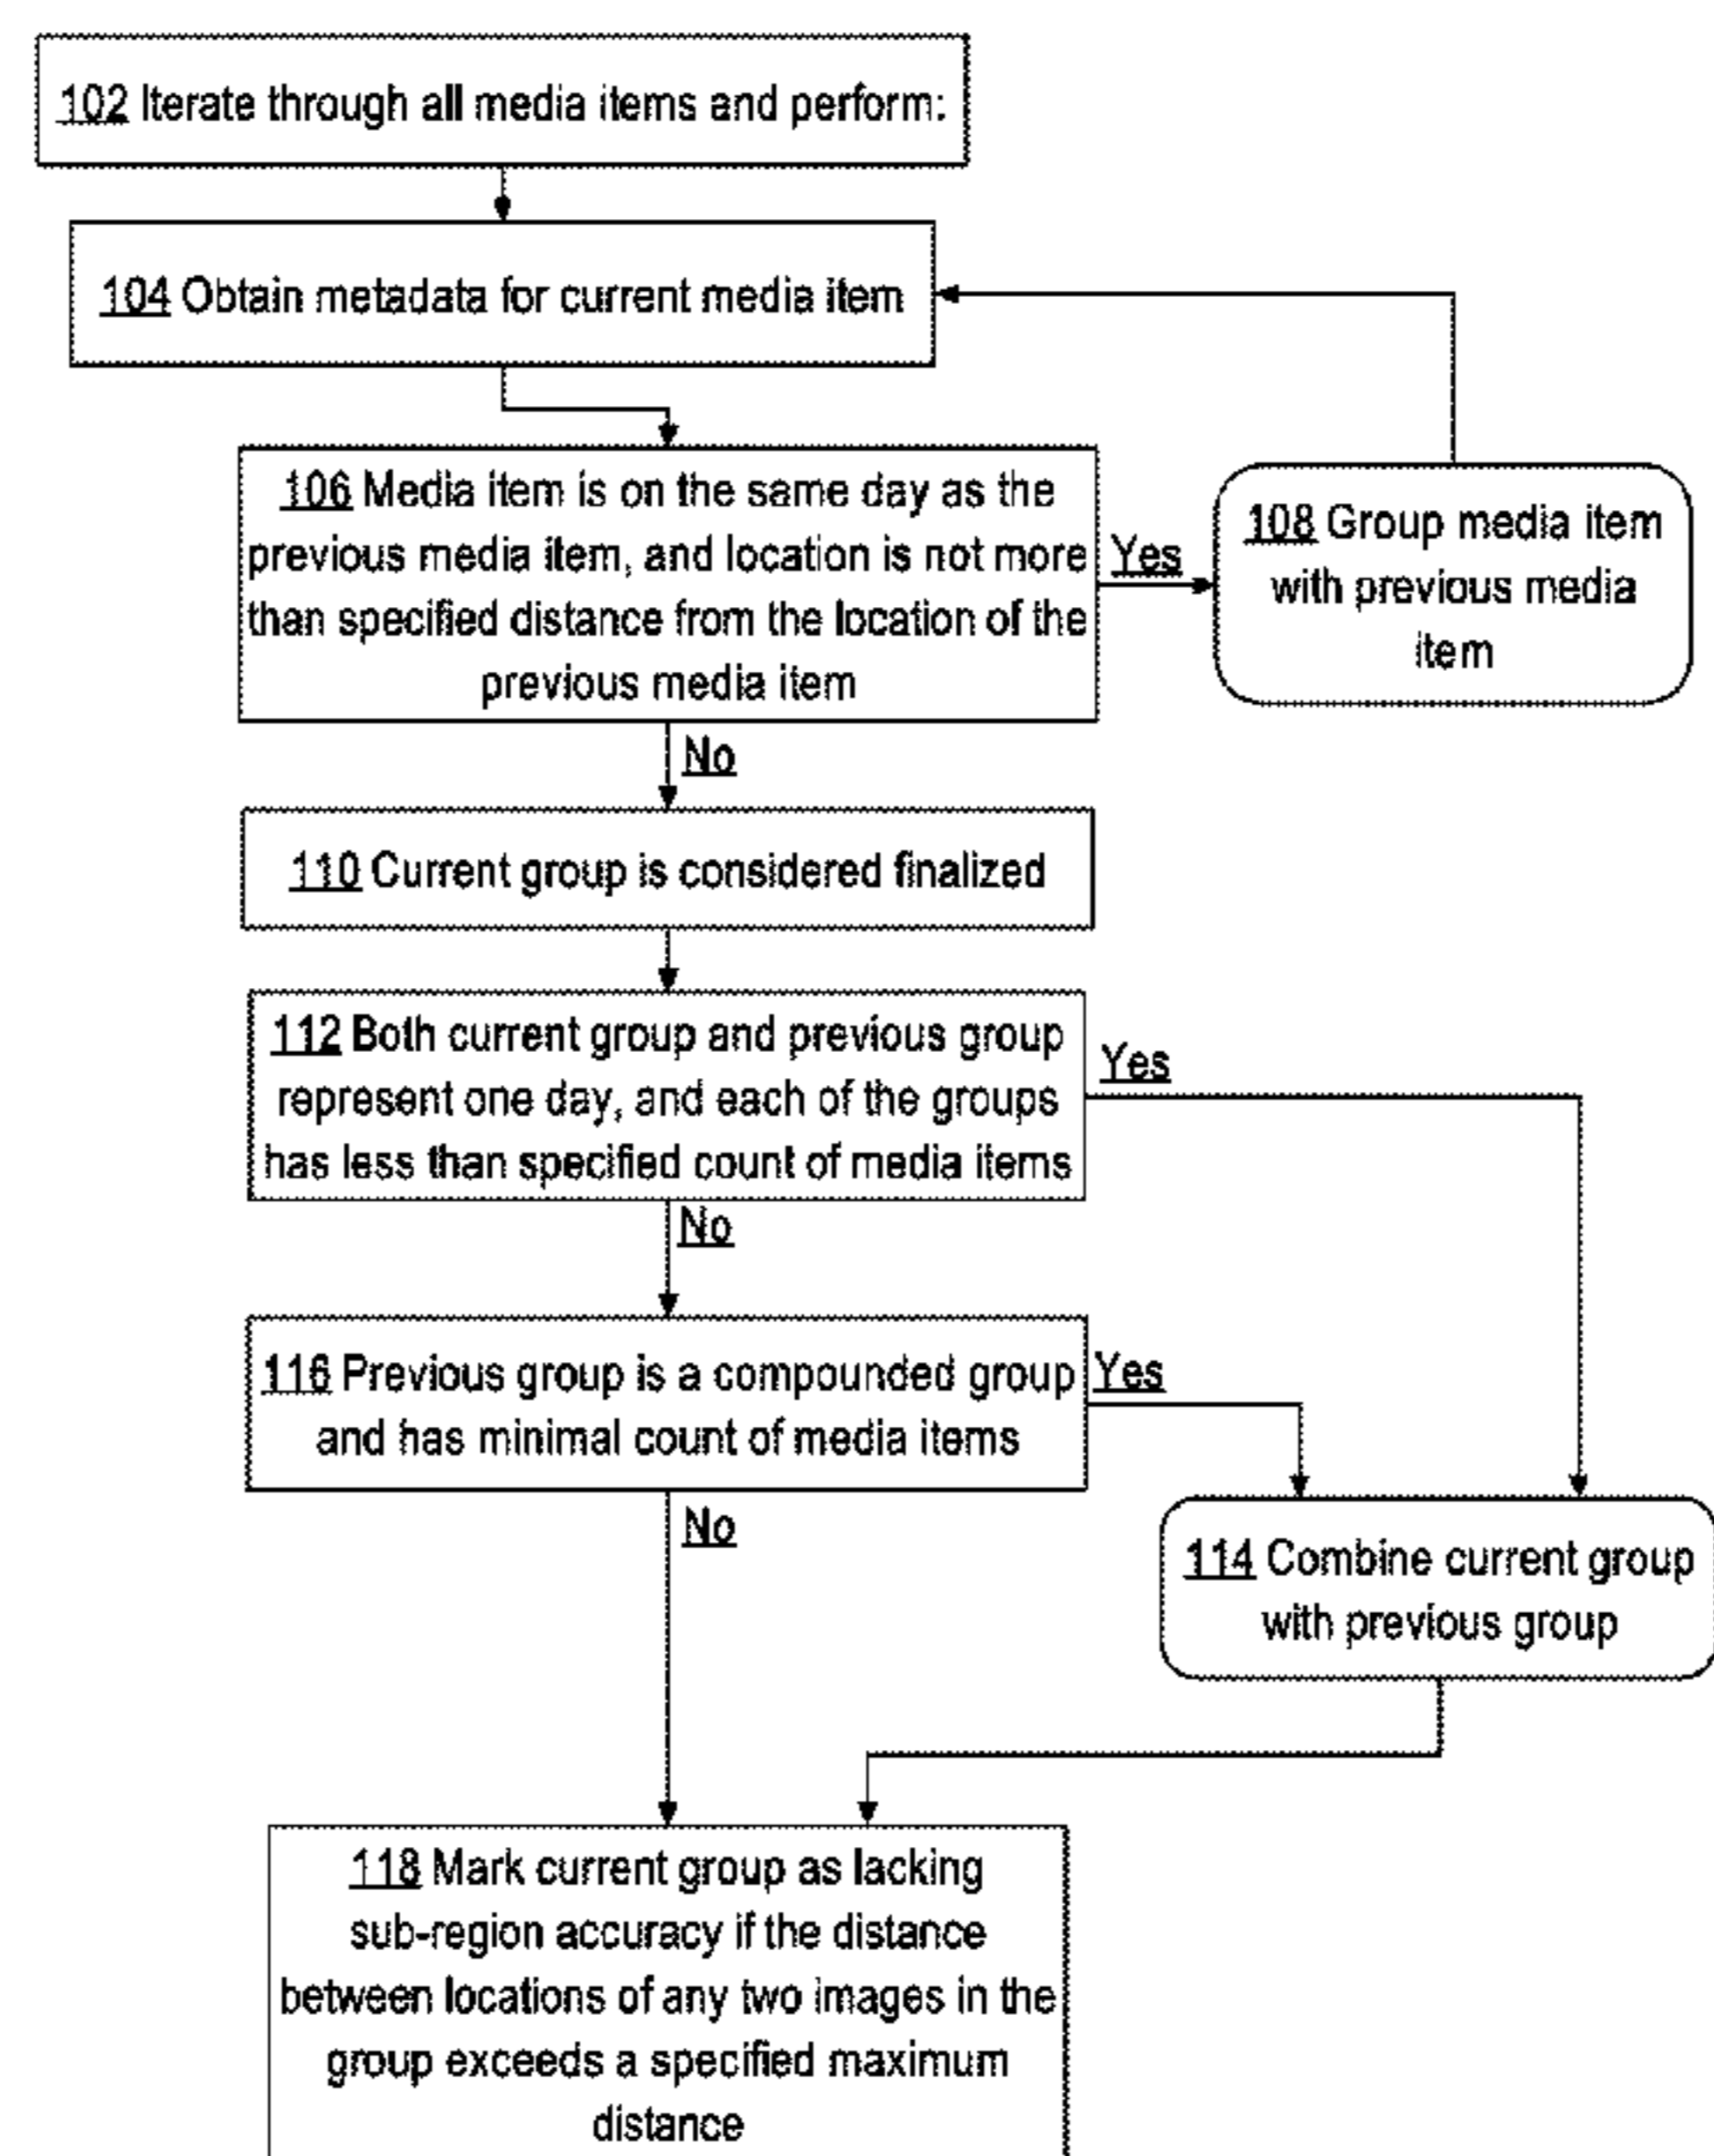 102 Iterate through all media items and perform:
104 Obtain metadata for current media item
106 Media item is on the same day as the
previous media item, and location is not more
than specified distance from the location of the
previous media item
Yes
108 Group media item
with previous media
item
No
110 Current group is considered finalized
112 Both current group and previous group
represent one day, and each of the groups
has less than specified count of media items
Yes
No
116 Previous group is a compounded group
and has minimal count of media items
Yes
No
114 Combine current group
with previous group
118 Mark current group as lacking
sub-region accuracy if the distance
between locations of any two images in the
group exceeds a specified maximum
distance